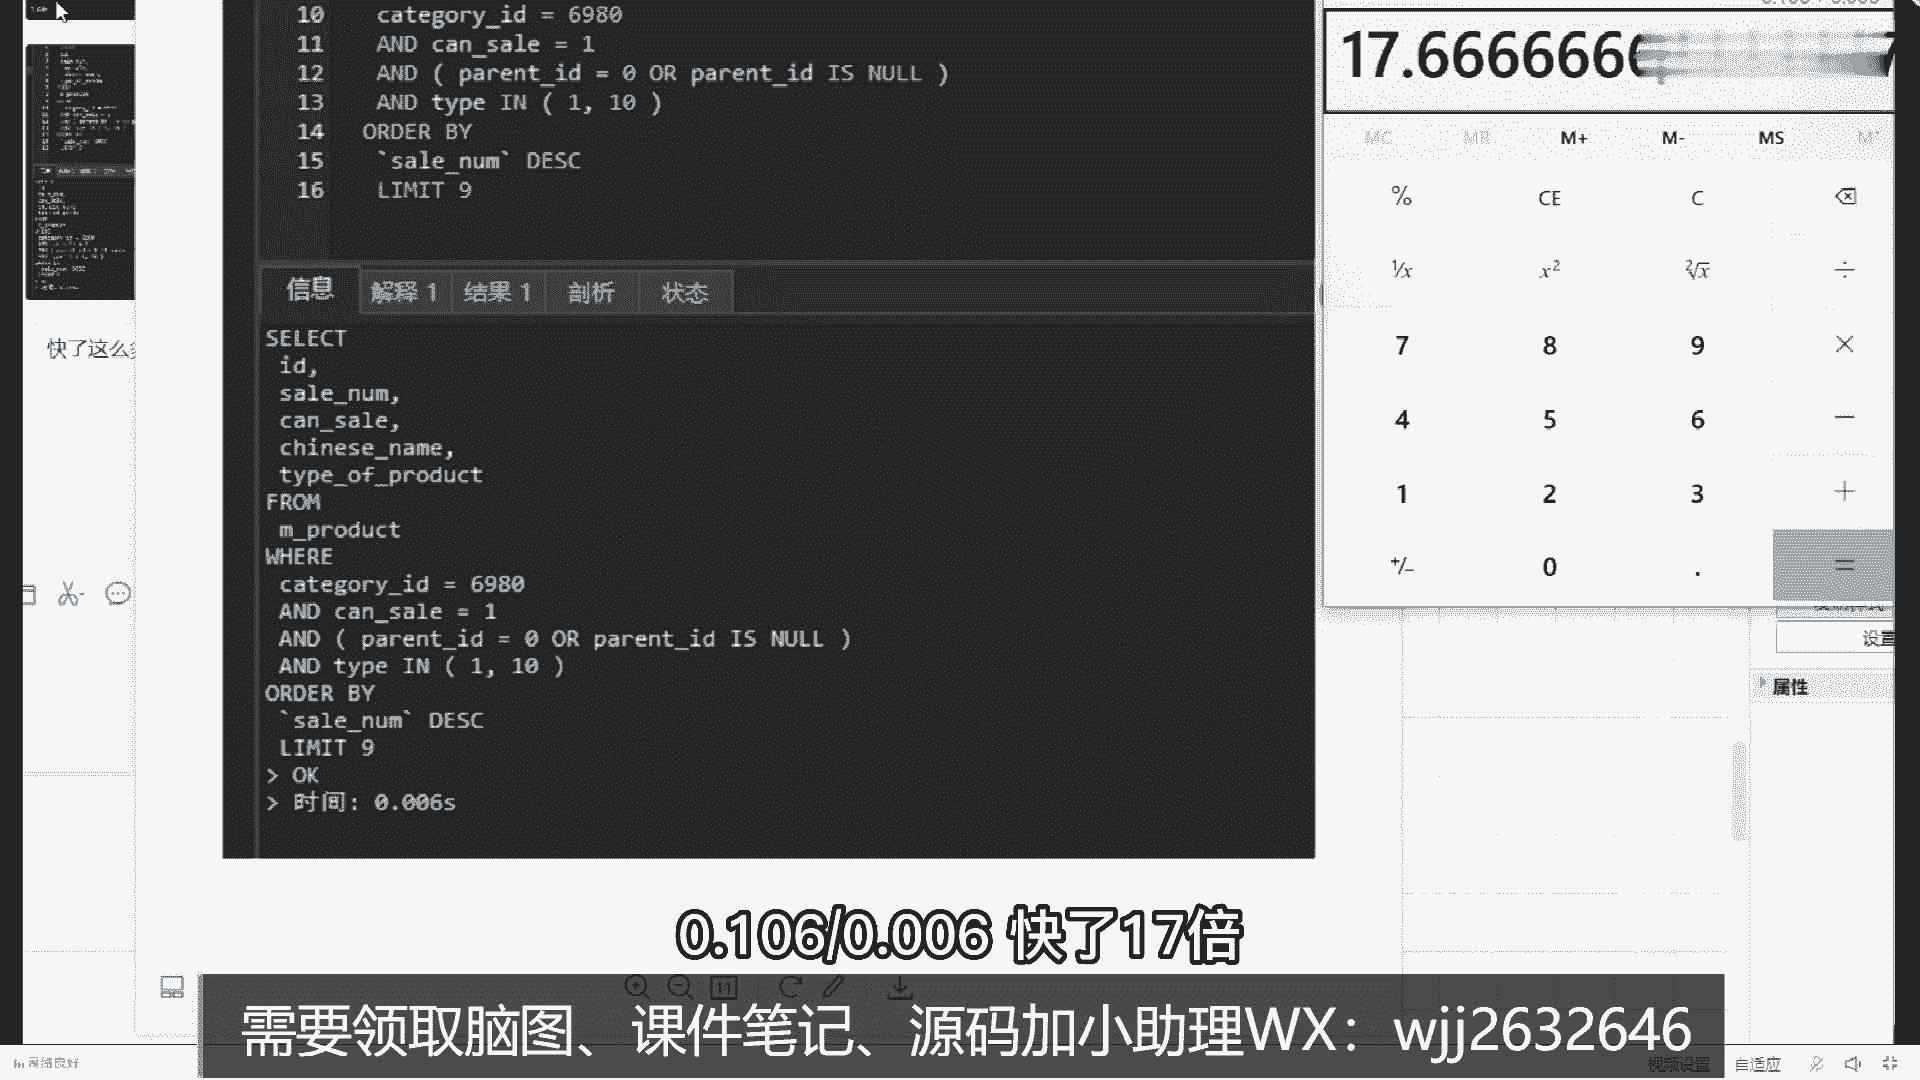 10 category_id = 6980
11 AND can_sale = 1
12 AND ( parent_id = 0 OR parent_id IS NULL )
13 AND type IN ( 1, 10 )
14 ORDER BY
15 `sale_num` DESC
16 LIMIT 9
信息 解释 1 结果 1 剖析 状态
SELECT
id,
sale_num,
can_sale,
chinese_name,
type_of_product
FROM
m_product
WHERE
category_id = 6980
AND can_sale = 1
AND ( parent_id = 0 OR parent_id IS NULL )
AND type IN ( 1, 10 )
ORDER BY
`sale_num` DESC
LIMIT 9
> OK
> 时间: 0.006s
快了这么
17.666666
MC MR M+ M- MS
% CE C
¹/x x² ²√x ÷
7 8 9 ×
4 5 6 −
1 2 3 +
+/− 0 . =
设置
属性
0.106/0.006 快了17倍
1:1
需要领取脑图、课件笔记、源码加小助理WX：wjj2632646
网络良好
视频设置 自适应